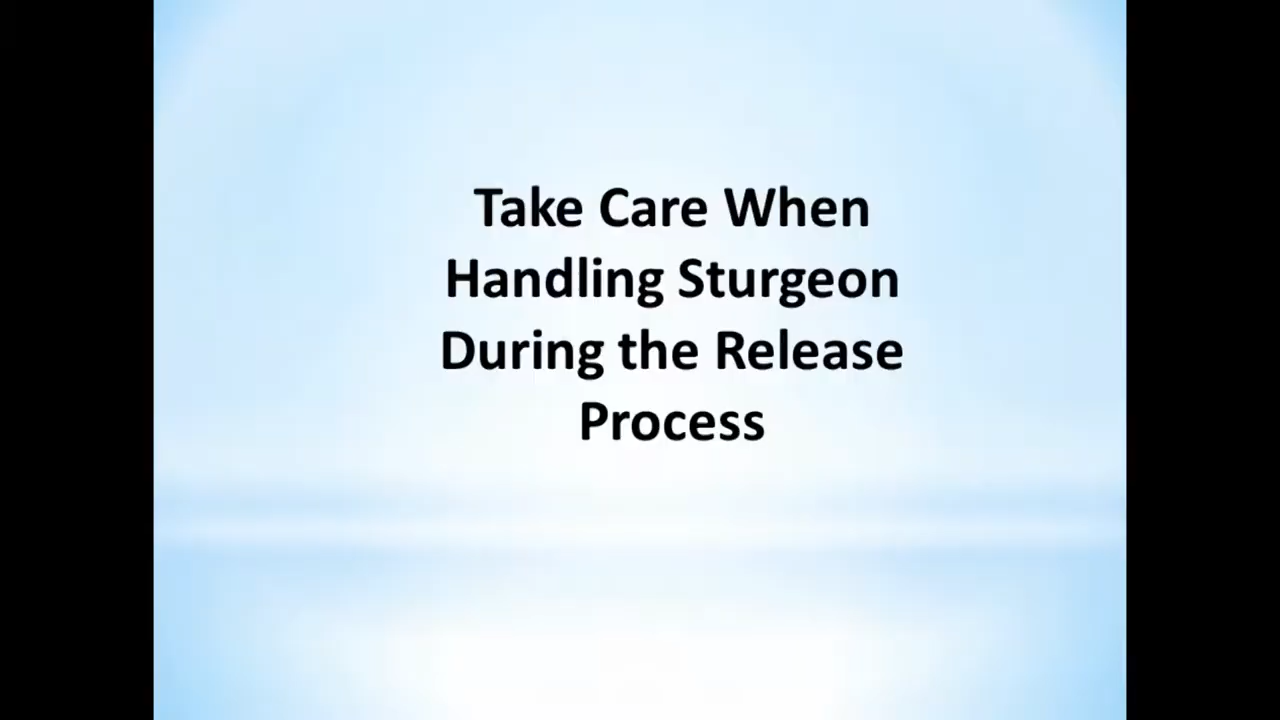 Take Care When
Handling Sturgeon
During the Release
Process